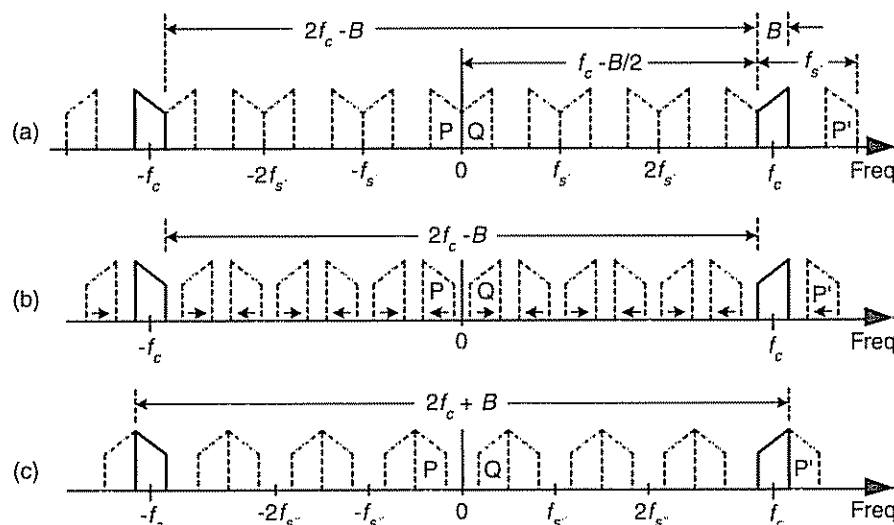 2f_c - B
B
f_c - B/2
f_s'
(a)
P
Q
P'
-f_c
-2f_s'
-f_s'
0
f_s'
2f_s'
f_c
Freq
2f_c - B
(b)
P
Q
P'
-f_c
0
f_c
Freq
2f_c + B
(c)
P
Q
P'
-f_c
-2f_s''
-f_s''
0
f_s''
2f_s''
f_c
Freq